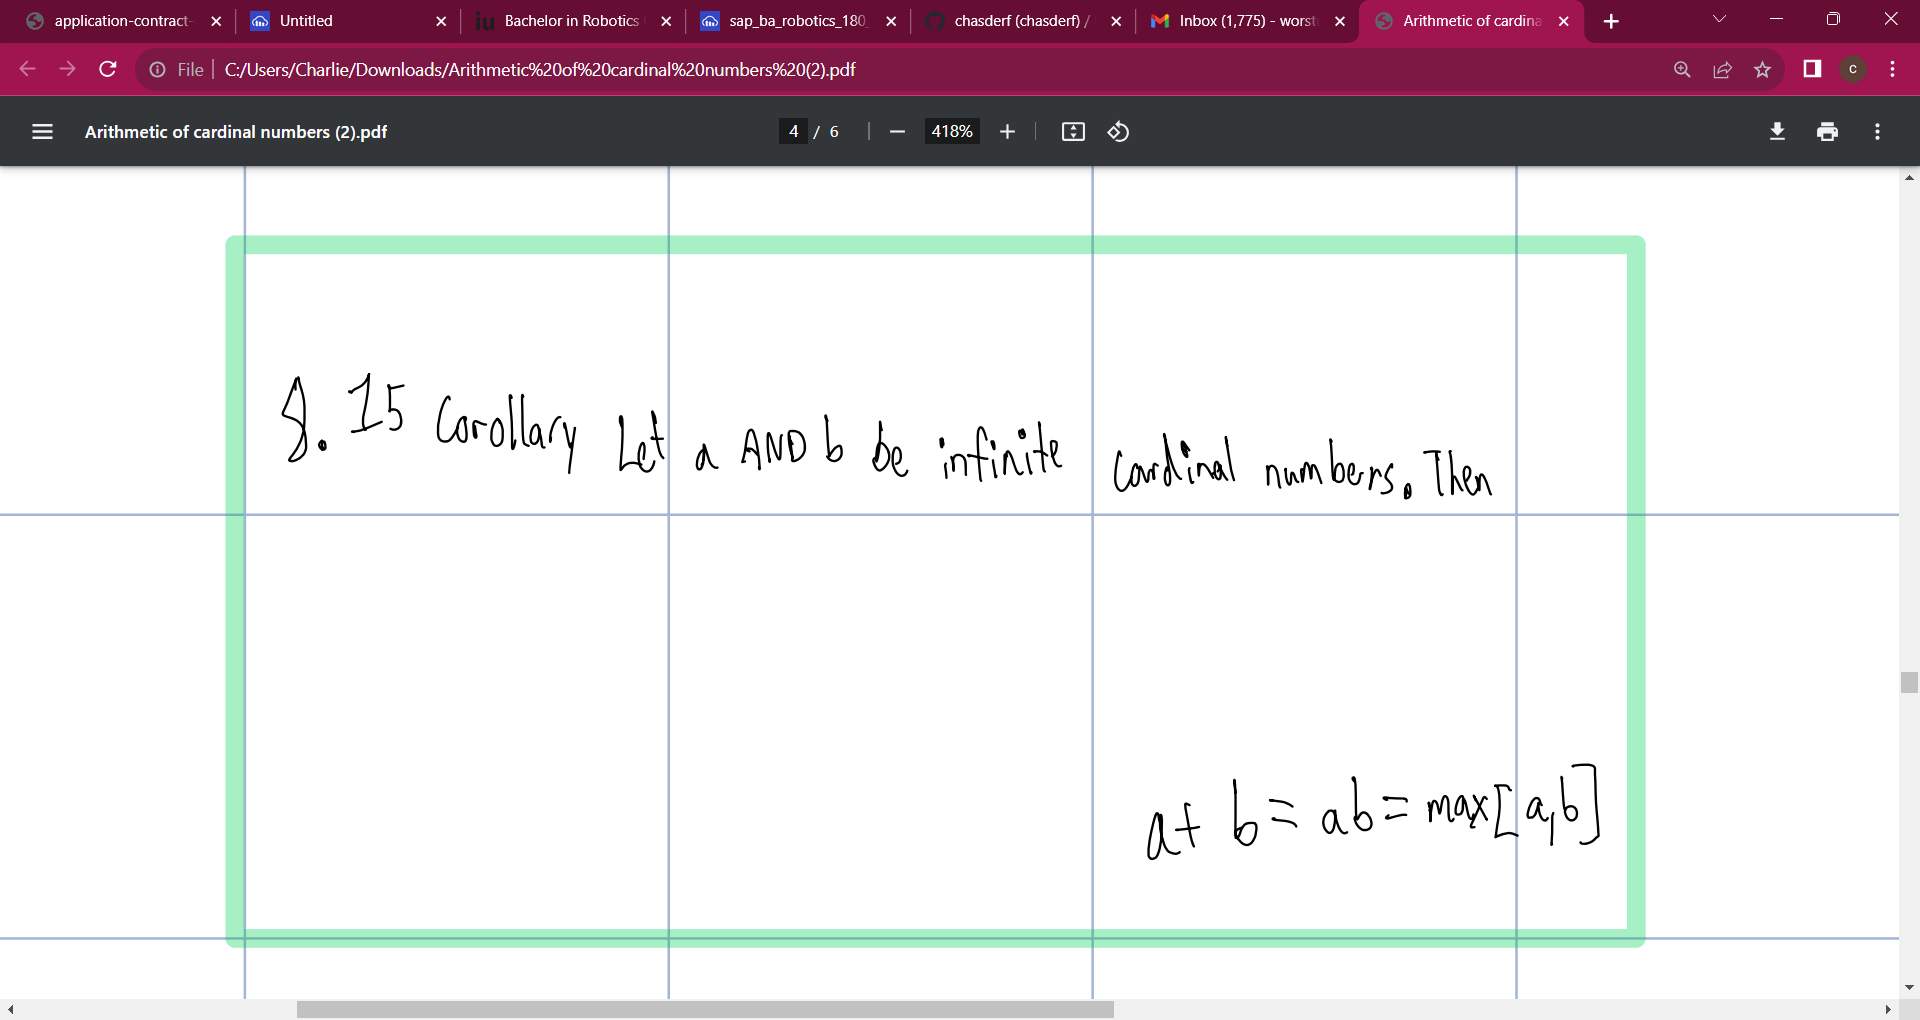 application-contract-
Untitled
Bachelor in Robotics
sap_ba_robotics_180_
chasderf (chasderf) /
Inbox (1,775) - worst
Arithmetic of cardina
File
C:/Users/Charlie/Downloads/Arithmetic%20of%20cardinal%20numbers%20(2).pdf
c
Arithmetic of cardinal numbers (2).pdf
4 / 6
418%
8.15 Corollary Let a AND b be infinite cardinal numbers. Then
a+ b = ab = max[a,b]